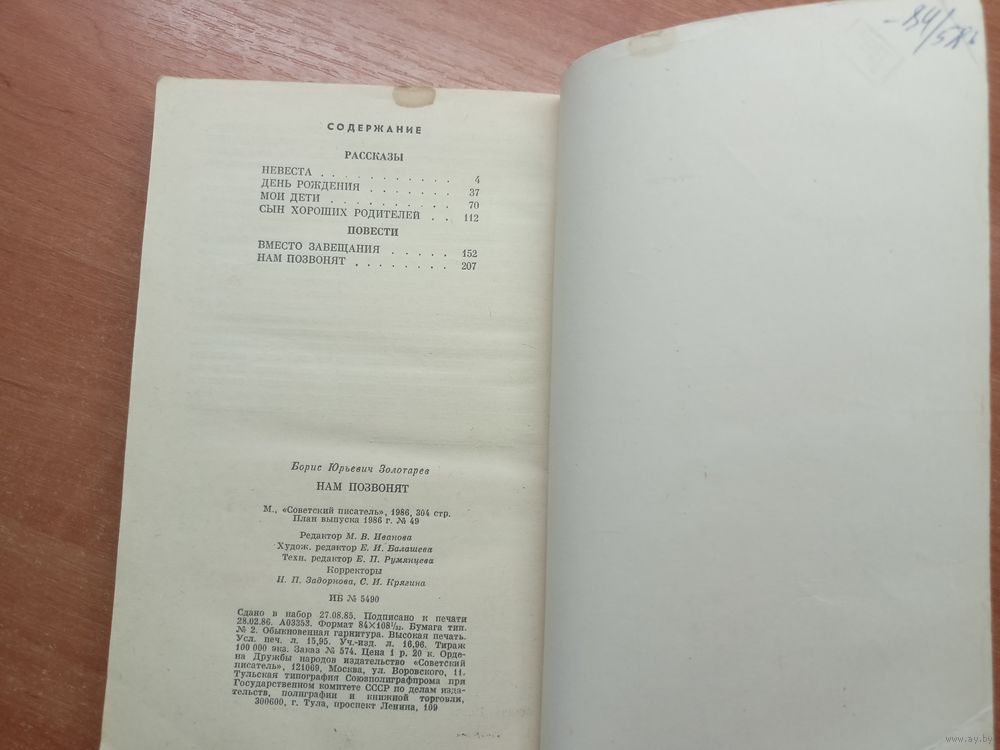 СОДЕРЖАНИЕ
РАССКАЗЫ
НЕВЕСТА . . . . . . . . . . . 4
ДЕНЬ РОЖДЕНИЯ . . . . . . . 37
МОИ ДЕТИ . . . . . . . . . . 70
СЫН ХОРОШИХ РОДИТЕЛЕЙ . . 112
ПОВЕСТИ
ВМЕСТО ЗАВЕЩАНИЯ . . . . . 152
НАМ ПОЗВОНЯТ . . . . . . . . 207
Борис Юрьевич Золотарев
НАМ ПОЗВОНЯТ
М., «Советский писатель», 1986, 304 стр.
План выпуска 1986 г. № 49
Редактор М. В. Иванова
Худож. редактор Е. И. Балашева
Техн. редактор Е. П. Румянцева
Корректоры
И. П. Задорнова, С. И. Крягина
ИБ № 5490
Сдано в набор 27.08.85. Подписано к печати
28.02.86. А03353. Формат 84×108¹/₃₂. Бумага тип.
№ 2. Обыкновенная гарнитура. Высокая печать.
Усл. печ. л. 15,95. Уч.-изд. л. 16,96. Тираж
100 000 экз. Заказ № 574. Цена 1 р. 20 к. Орде-
на Дружбы народов издательство «Советский
писатель», 121069, Москва, ул. Воровского, 11.
Тульская типография Союзполиграфпрома при
Государственном комитете СССР по делам изда-
тельств, полиграфии и книжной торговли,
300600, г. Тула, проспект Ленина, 109
www.ay.by